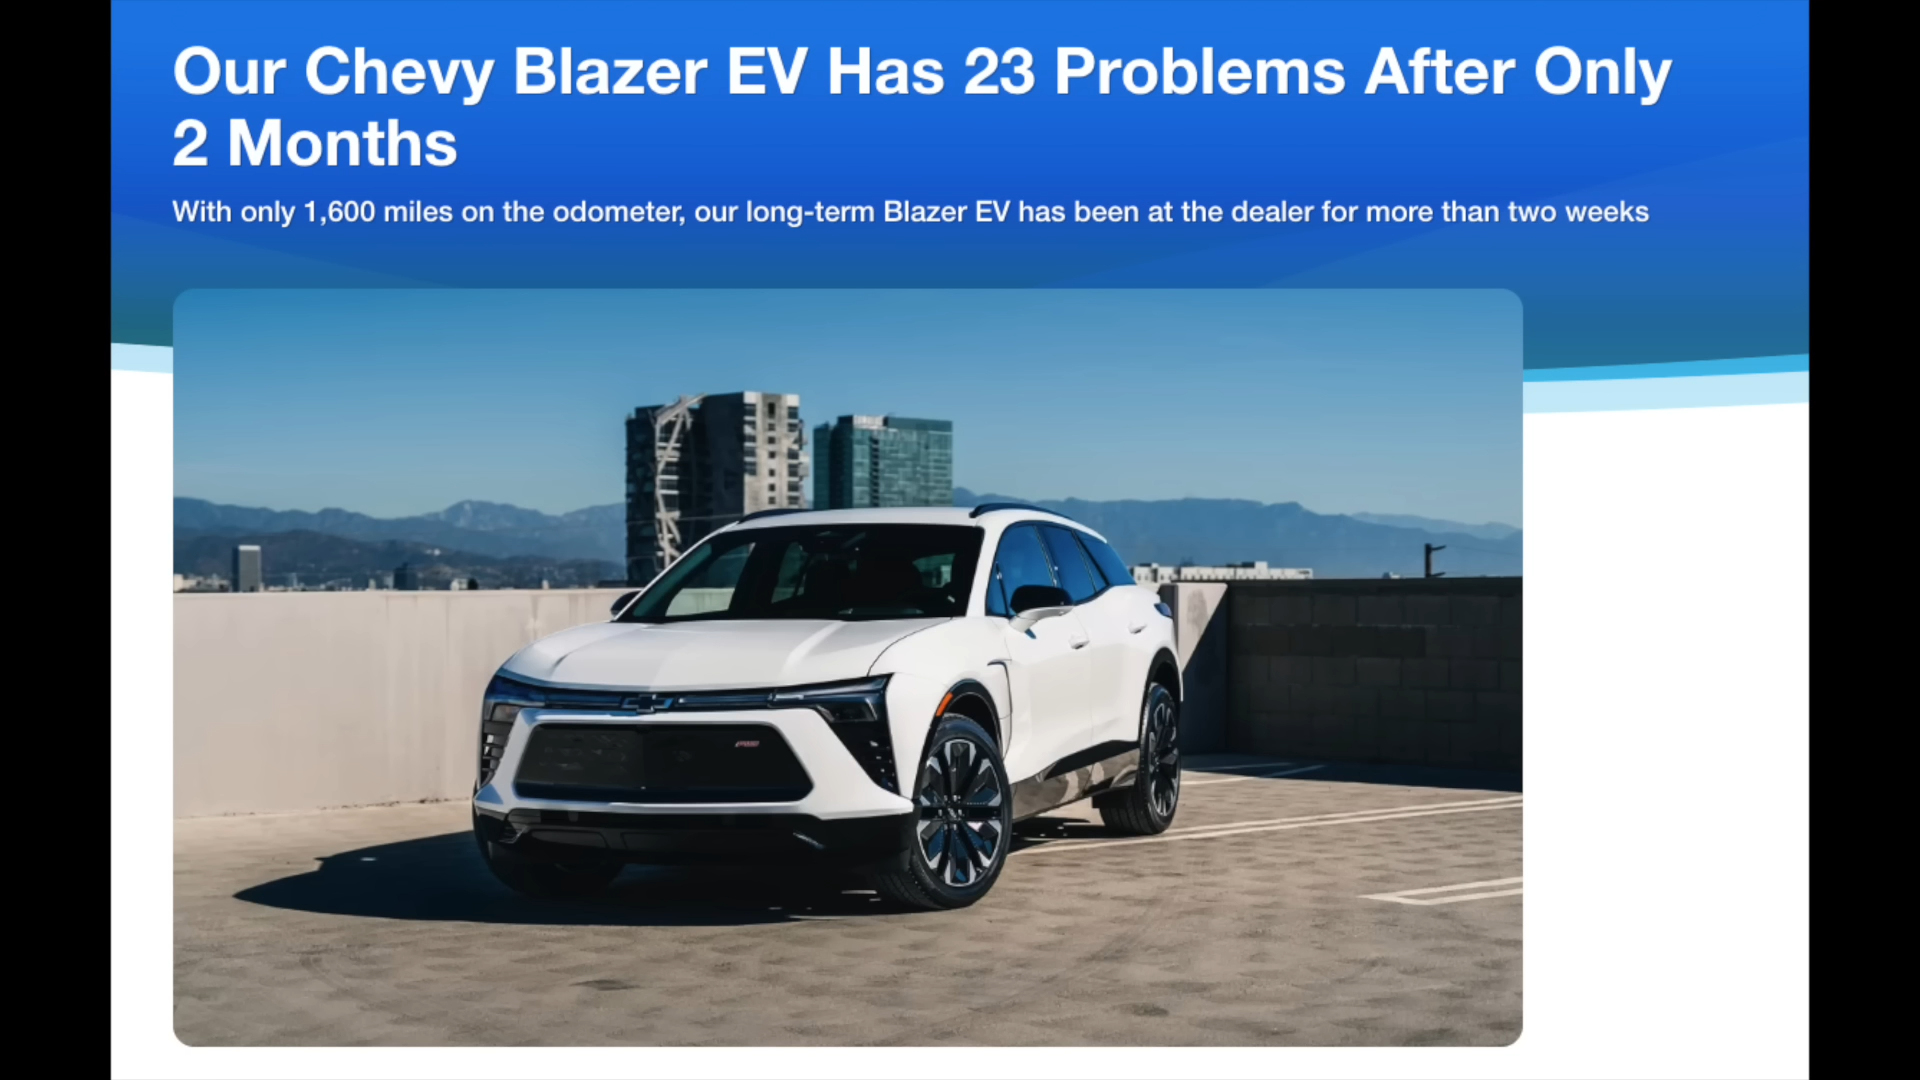 Our Chevy Blazer EV Has 23 Problems After Only
2 Months
With only 1,600 miles on the odometer, our long-term Blazer EV has been at the dealer for more than two weeks